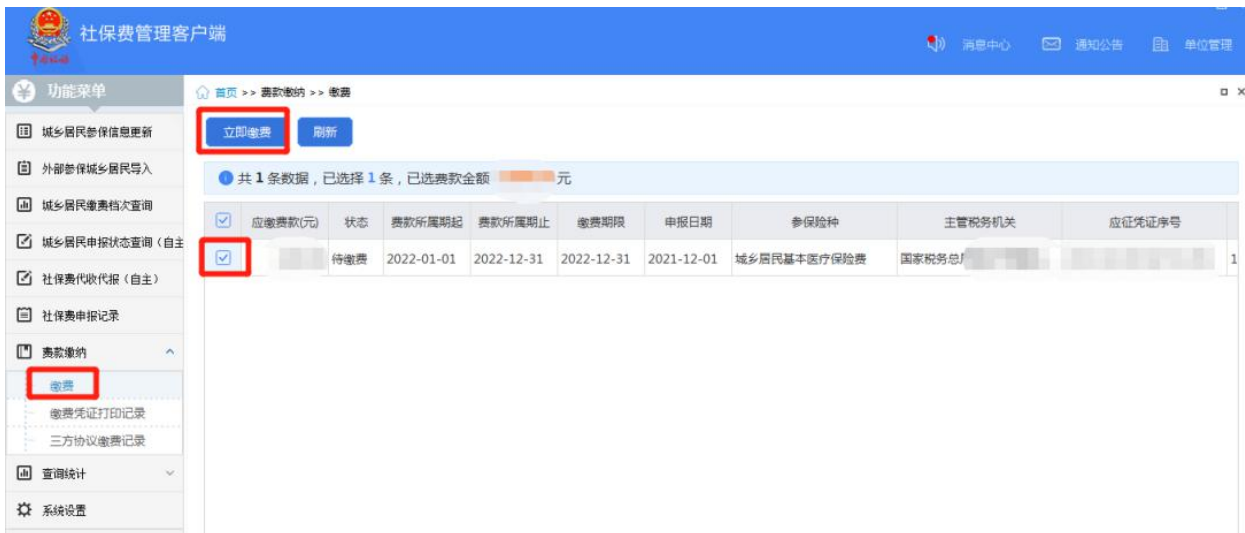 社保费管理客户端
消息中心 通知公告 单位管理
功能菜单
首页 >> 费款缴纳 >> 缴费
城乡居民参保信息更新
外部参保城乡居民导入
城乡居民缴费档次查询
城乡居民申报状态查询（自主
社保费代收代报（自主）
社保费申报记录
费款缴纳
缴费
缴费凭证打印记录
三方协议缴费记录
查询统计
系统设置
立即缴费 刷新
共 1 条数据，已选择 1 条，已选费款金额 元
应缴费款(元) 状态 费款所属期起 费款所属期止 缴费期限 申报日期 参保险种 主管税务机关 应征凭证序号
待缴费 2022-01-01 2022-12-31 2022-12-31 2021-12-01 城乡居民基本医疗保险费 国家税务总 1